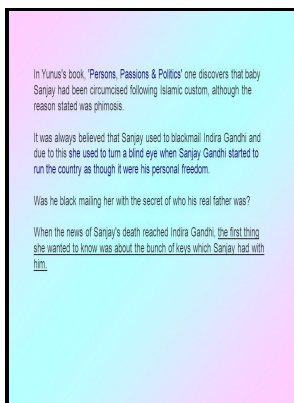 In Yunus's book, 'Persons, Passions & Politics' one discovers that baby
Sanjay had been circumcised following Islamic custom, although the
reason stated was phimosis.
It was always believed that Sanjay used to blackmail Indira Gandhi and
due to this she used to turn a blind eye when Sanjay Gandhi started to
run the country as though it were his personal freedom.
Was he black mailing her with the secret of who his real father was?
When the news of Sanjay's death reached Indira Gandhi, the first thing
she wanted to know was about the bunch of keys which Sanjay had with
him.